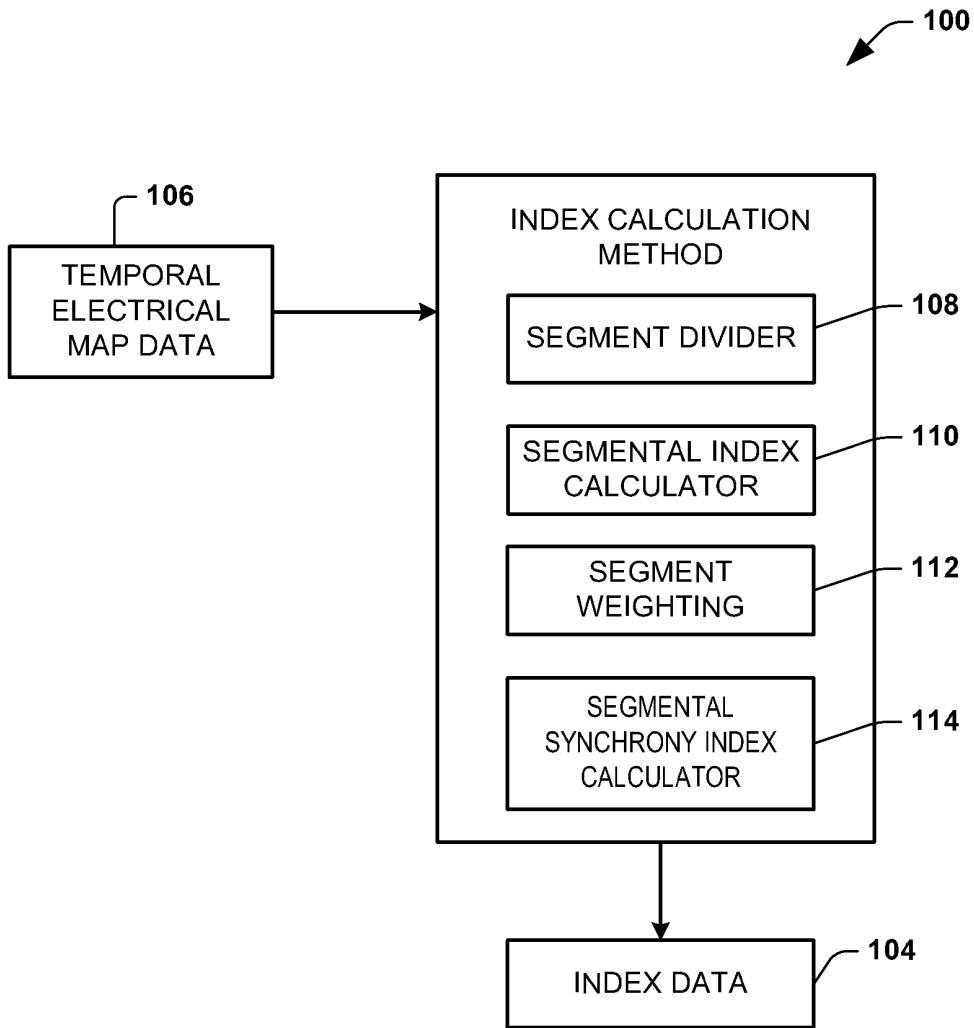 100
106
TEMPORAL
ELECTRICAL
MAP DATA
INDEX CALCULATION
METHOD
SEGMENT DIVIDER
108
SEGMENTAL INDEX
CALCULATOR
110
SEGMENT
WEIGHTING
112
SEGMENTAL
SYNCHRONY INDEX
CALCULATOR
114
INDEX DATA
104